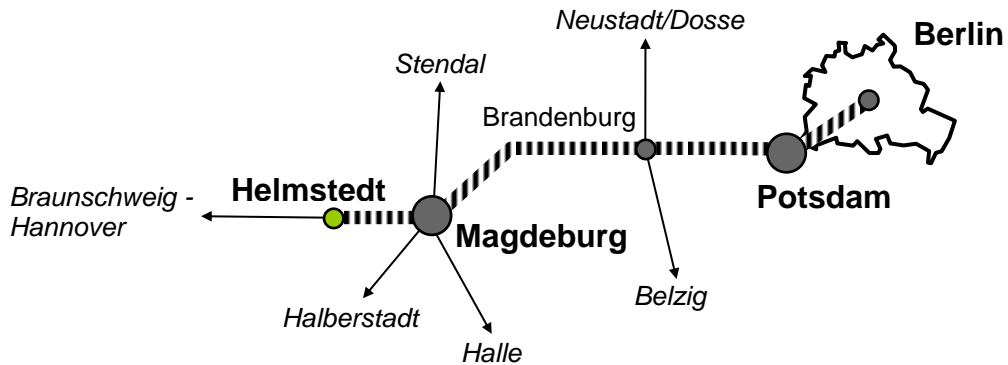 Neustadt/Dosse
Berlin
Stendal
Brandenburg
Helmstedt
Braunschweig -
Hannover
Potsdam
Magdeburg
Belzig
Halberstadt
Halle